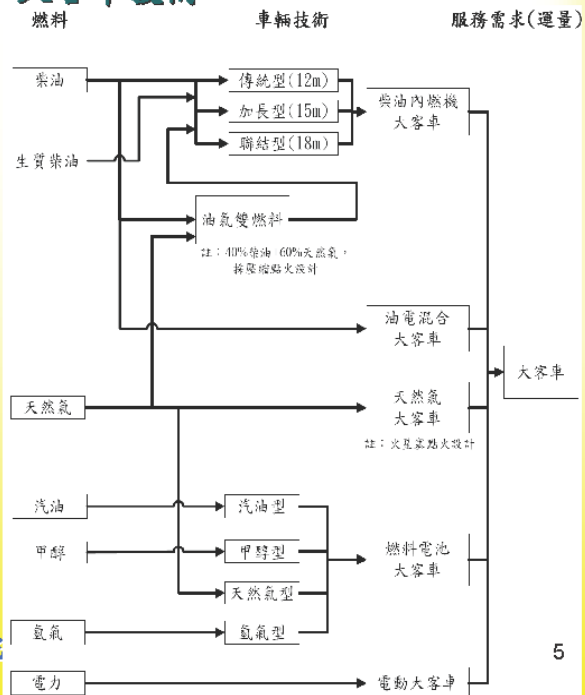 大客車技術
燃料
車輛技術
服務需求(運量)
柴油
傳統型(12m)
加長型(15m)
聯結型(18m)
柴油內燃機
大客車
生質柴油
油氣雙燃料
註：40%柴油+60%天然氣，
採壓縮點火設計
油電混合
大客車
大客車
天然氣
天然氣
大客車
註：火星塞點火設計
汽油
汽油型
甲醇
甲醇型
天然氣型
燃料電池
大客車
氫氣
氫氣型
電力
電動大客車
5